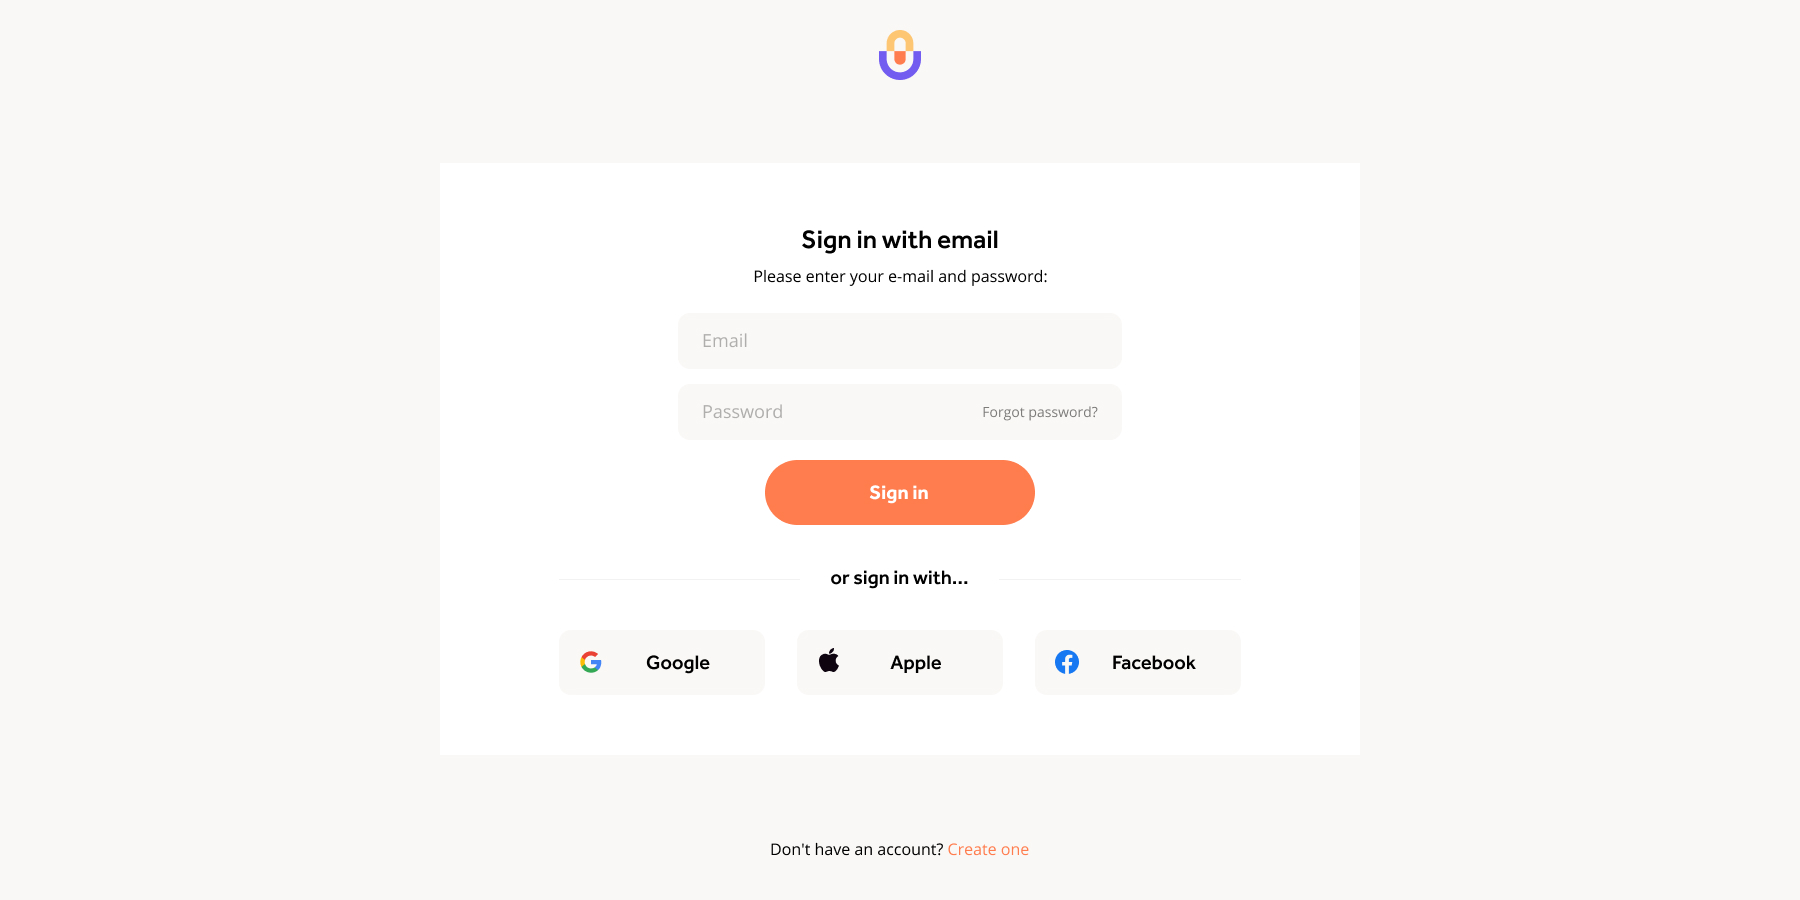 Sign in with email
Please enter your e-mail and password:
Email
Password
Forgot password?
Sign in
or sign in with...
Google
Apple
Facebook
Don't have an account? Create one